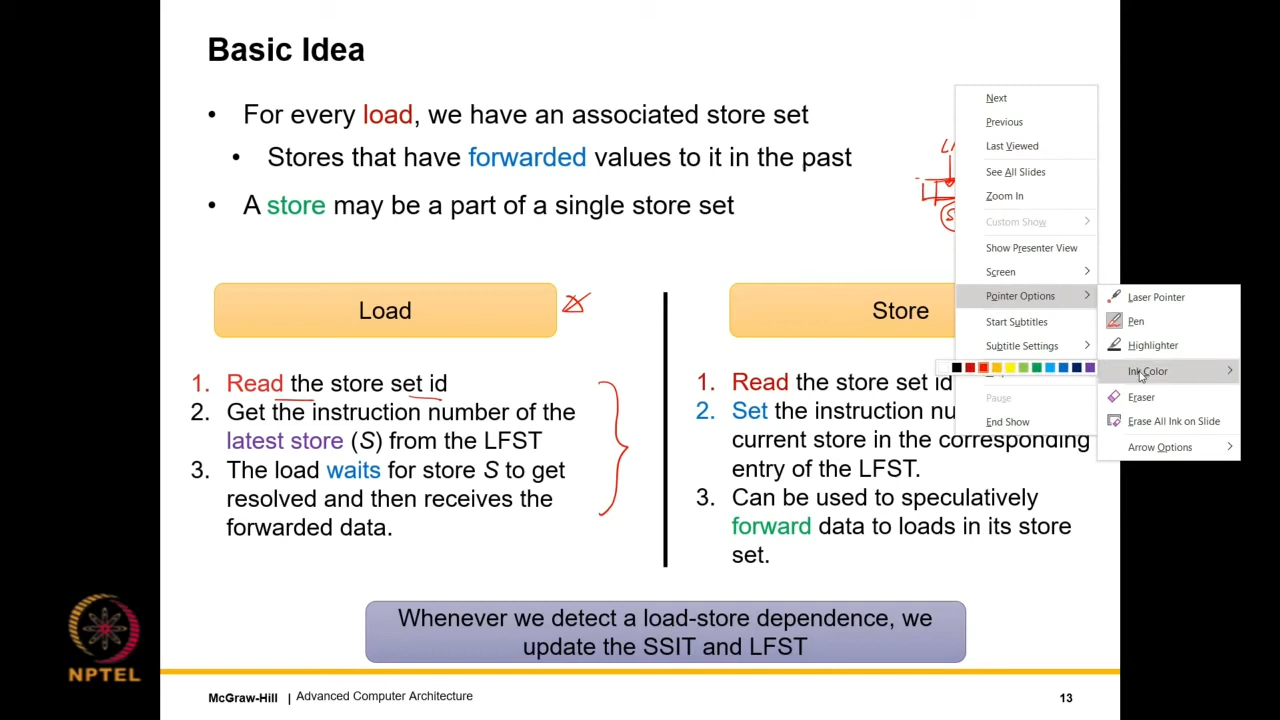 Basic Idea
• For every load, we have an associated store set
• Stores that have forwarded values to it in the past
• A store may be a part of a single store set
Load
1. Read the store set id
2. Get the instruction number of the
latest store (S) from the LFST
3. The load waits for store S to get
resolved and then receives the
forwarded data.
Store
1. Read the store set id
2. Set the instruction
current store in the corresponding
entry of the LFST.
3. Can be used to speculatively
forward data to loads in its store
set.
Whenever we detect a load-store dependence, we
update the SSIT and LFST
Next
Previous
Last Viewed
See All Slides
Zoom In
Custom Show
Show Presenter View
Screen
Pointer Options
Start Subtitles
Subtitle Settings
Pause
End Show
Laser Pointer
Pen
Highlighter
Ink Color
Eraser
Erase All Ink on Slide
Arrow Options
NPTEL
McGraw-Hill | Advanced Computer Architecture
13